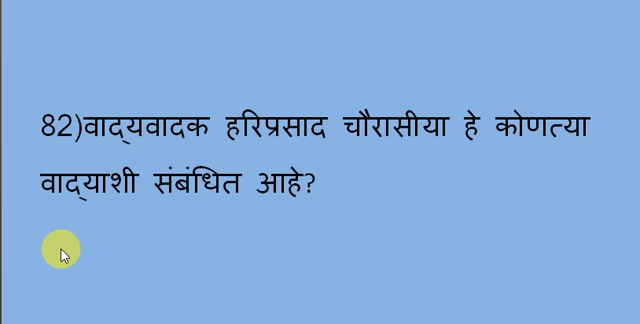 82)वाद्‌यवादक हरिप्रसाद चौरासीया हे कोणत्या
वाद्‌याशी संबंधित आहे?